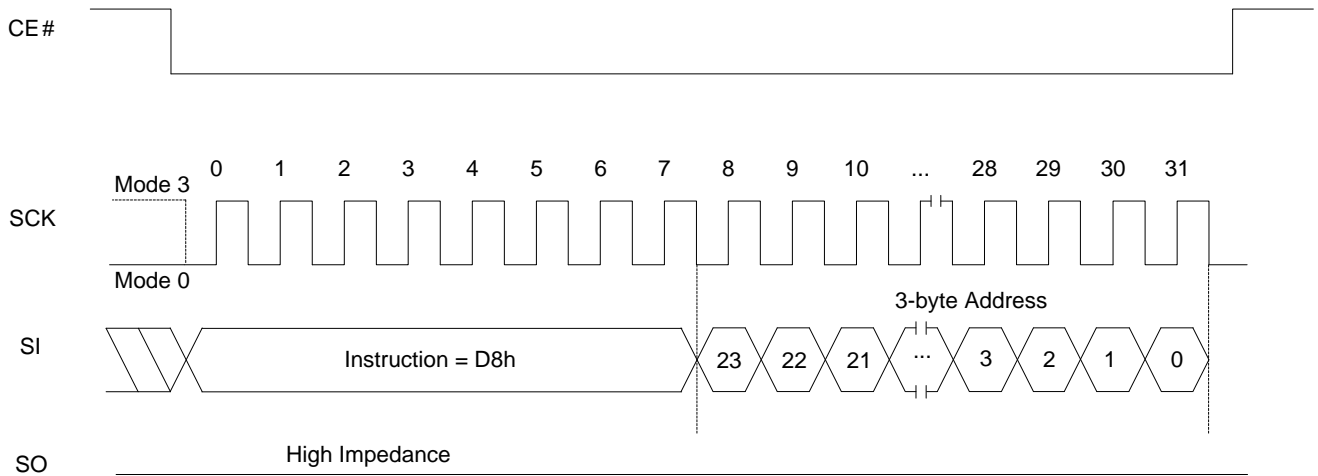 CE#
0 1 2 3 4 5 6 7 8 9 10 ... 28 29 30 31
Mode 3
SCK
Mode 0
3-byte Address
SI
Instruction = D8h 23 22 21 ... 3 2 1 0
High Impedance
SO